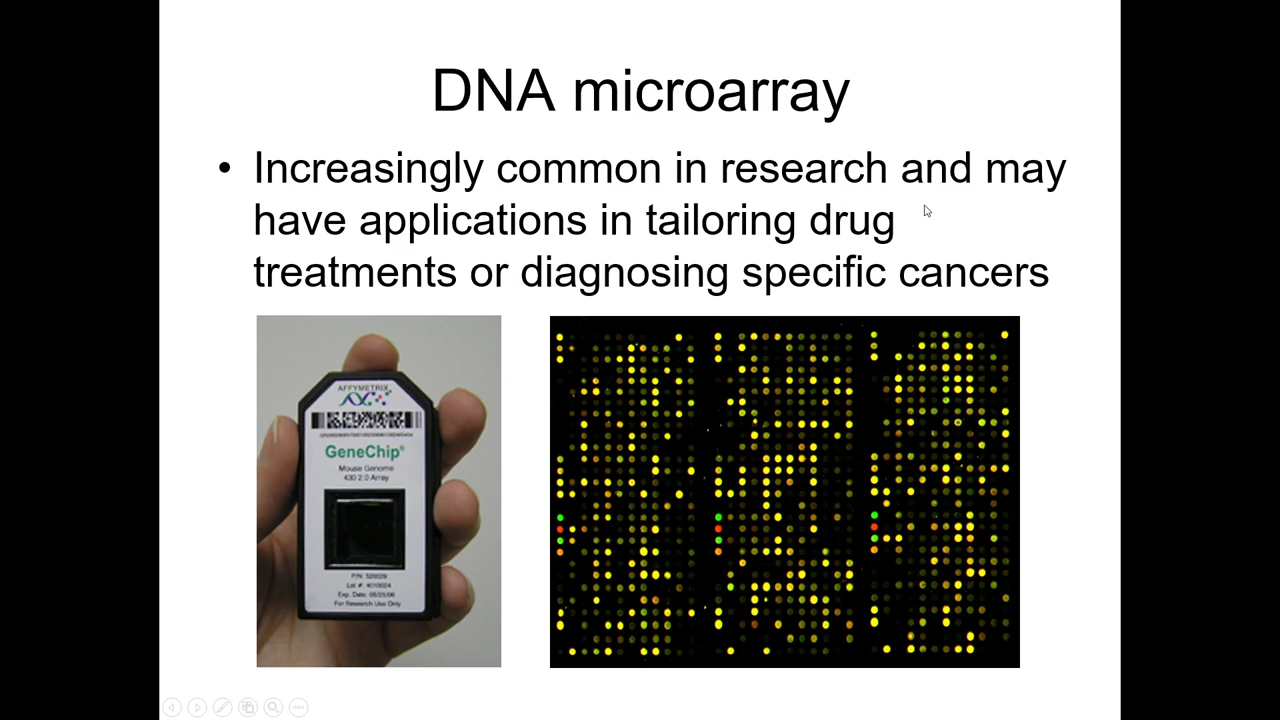 DNA microarray
• Increasingly common in research and may
have applications in tailoring drug
treatments or diagnosing specific cancers
AFFYMETRIX
GeneChip®
Mouse Genome
430 2.0 Array
P/N: 520029
Lot #: 4010024
Exp. Date: 05/25/06
For Research Use Only